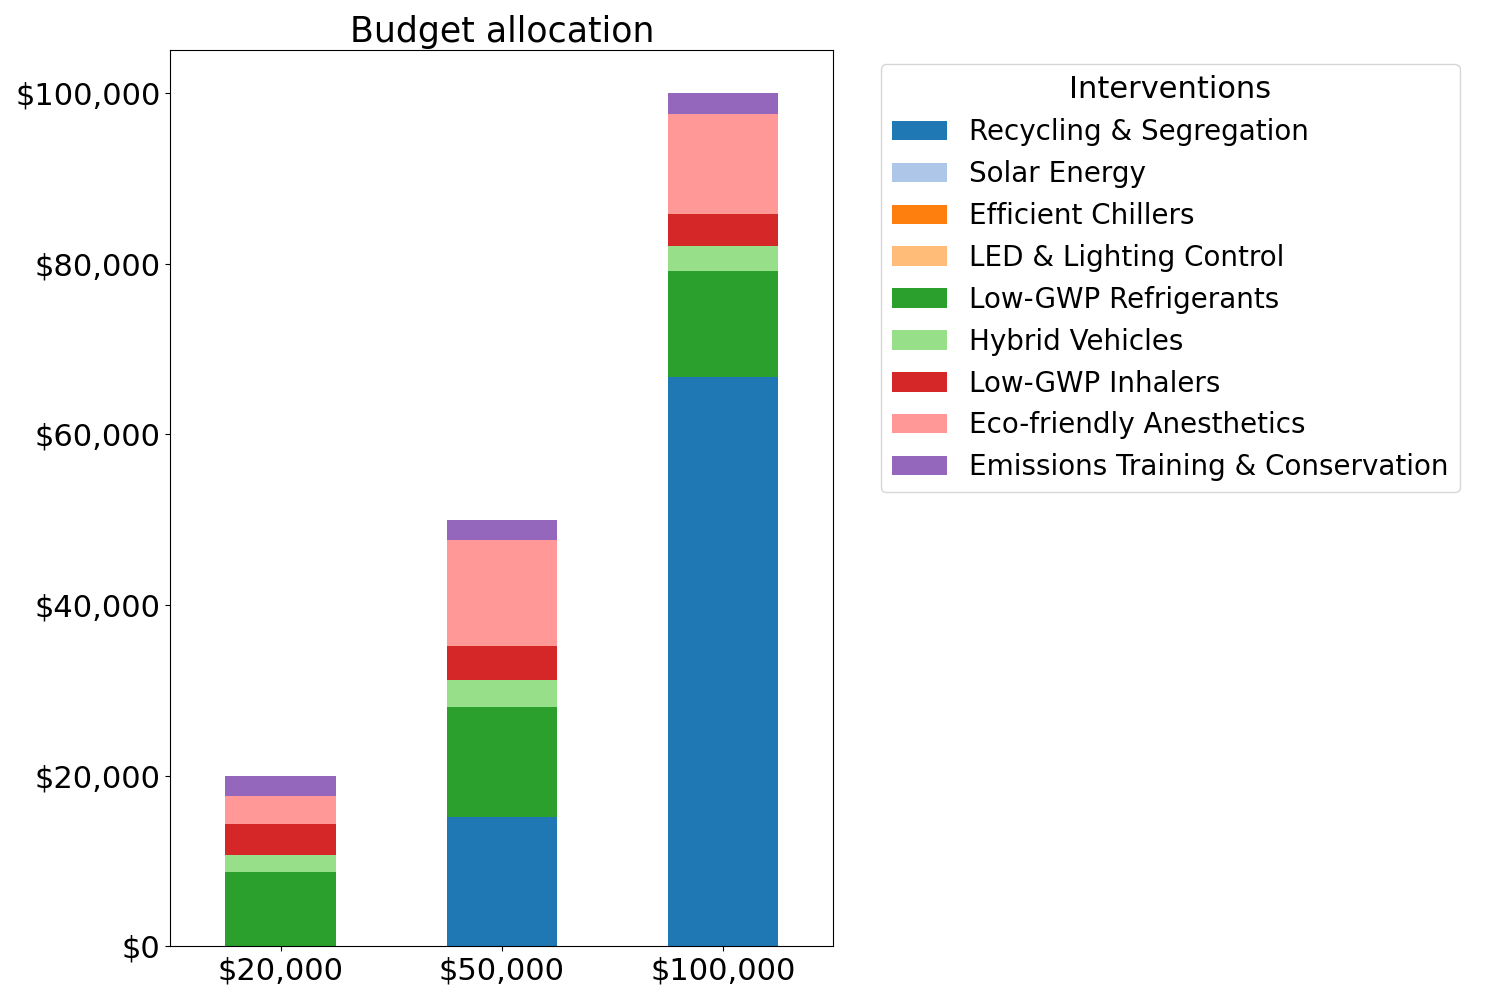 Budget allocation
$100,000
$80,000
$60,000
$40,000
$20,000
$0
$20,000
$50,000
$100,000
Interventions
Recycling & Segregation
Solar Energy
Efficient Chillers
LED & Lighting Control
Low-GWP Refrigerants
Hybrid Vehicles
Low-GWP Inhalers
Eco-friendly Anesthetics
Emissions Training & Conservation